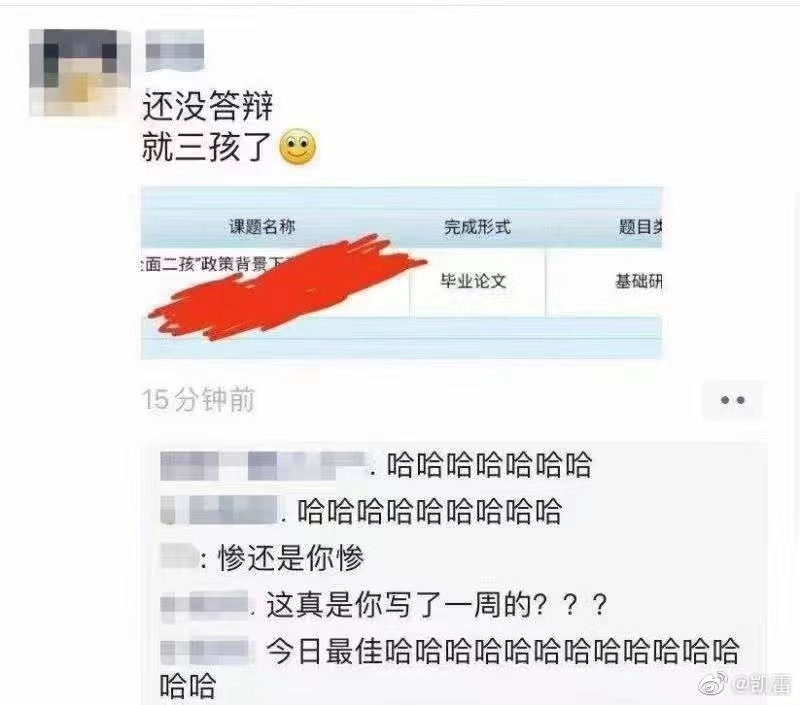 还没答辩
就三孩了
课题名称 完成形式 题目类
全面二孩"政策背景下
毕业论文 基础研
15分钟前
. 哈哈哈哈哈哈哈
. 哈哈哈哈哈哈哈哈哈
: 惨还是你惨
. 这真是你写了一周的? ? ?
. 今日最佳哈哈哈哈哈哈哈哈哈哈哈哈
哈哈
@凯雷